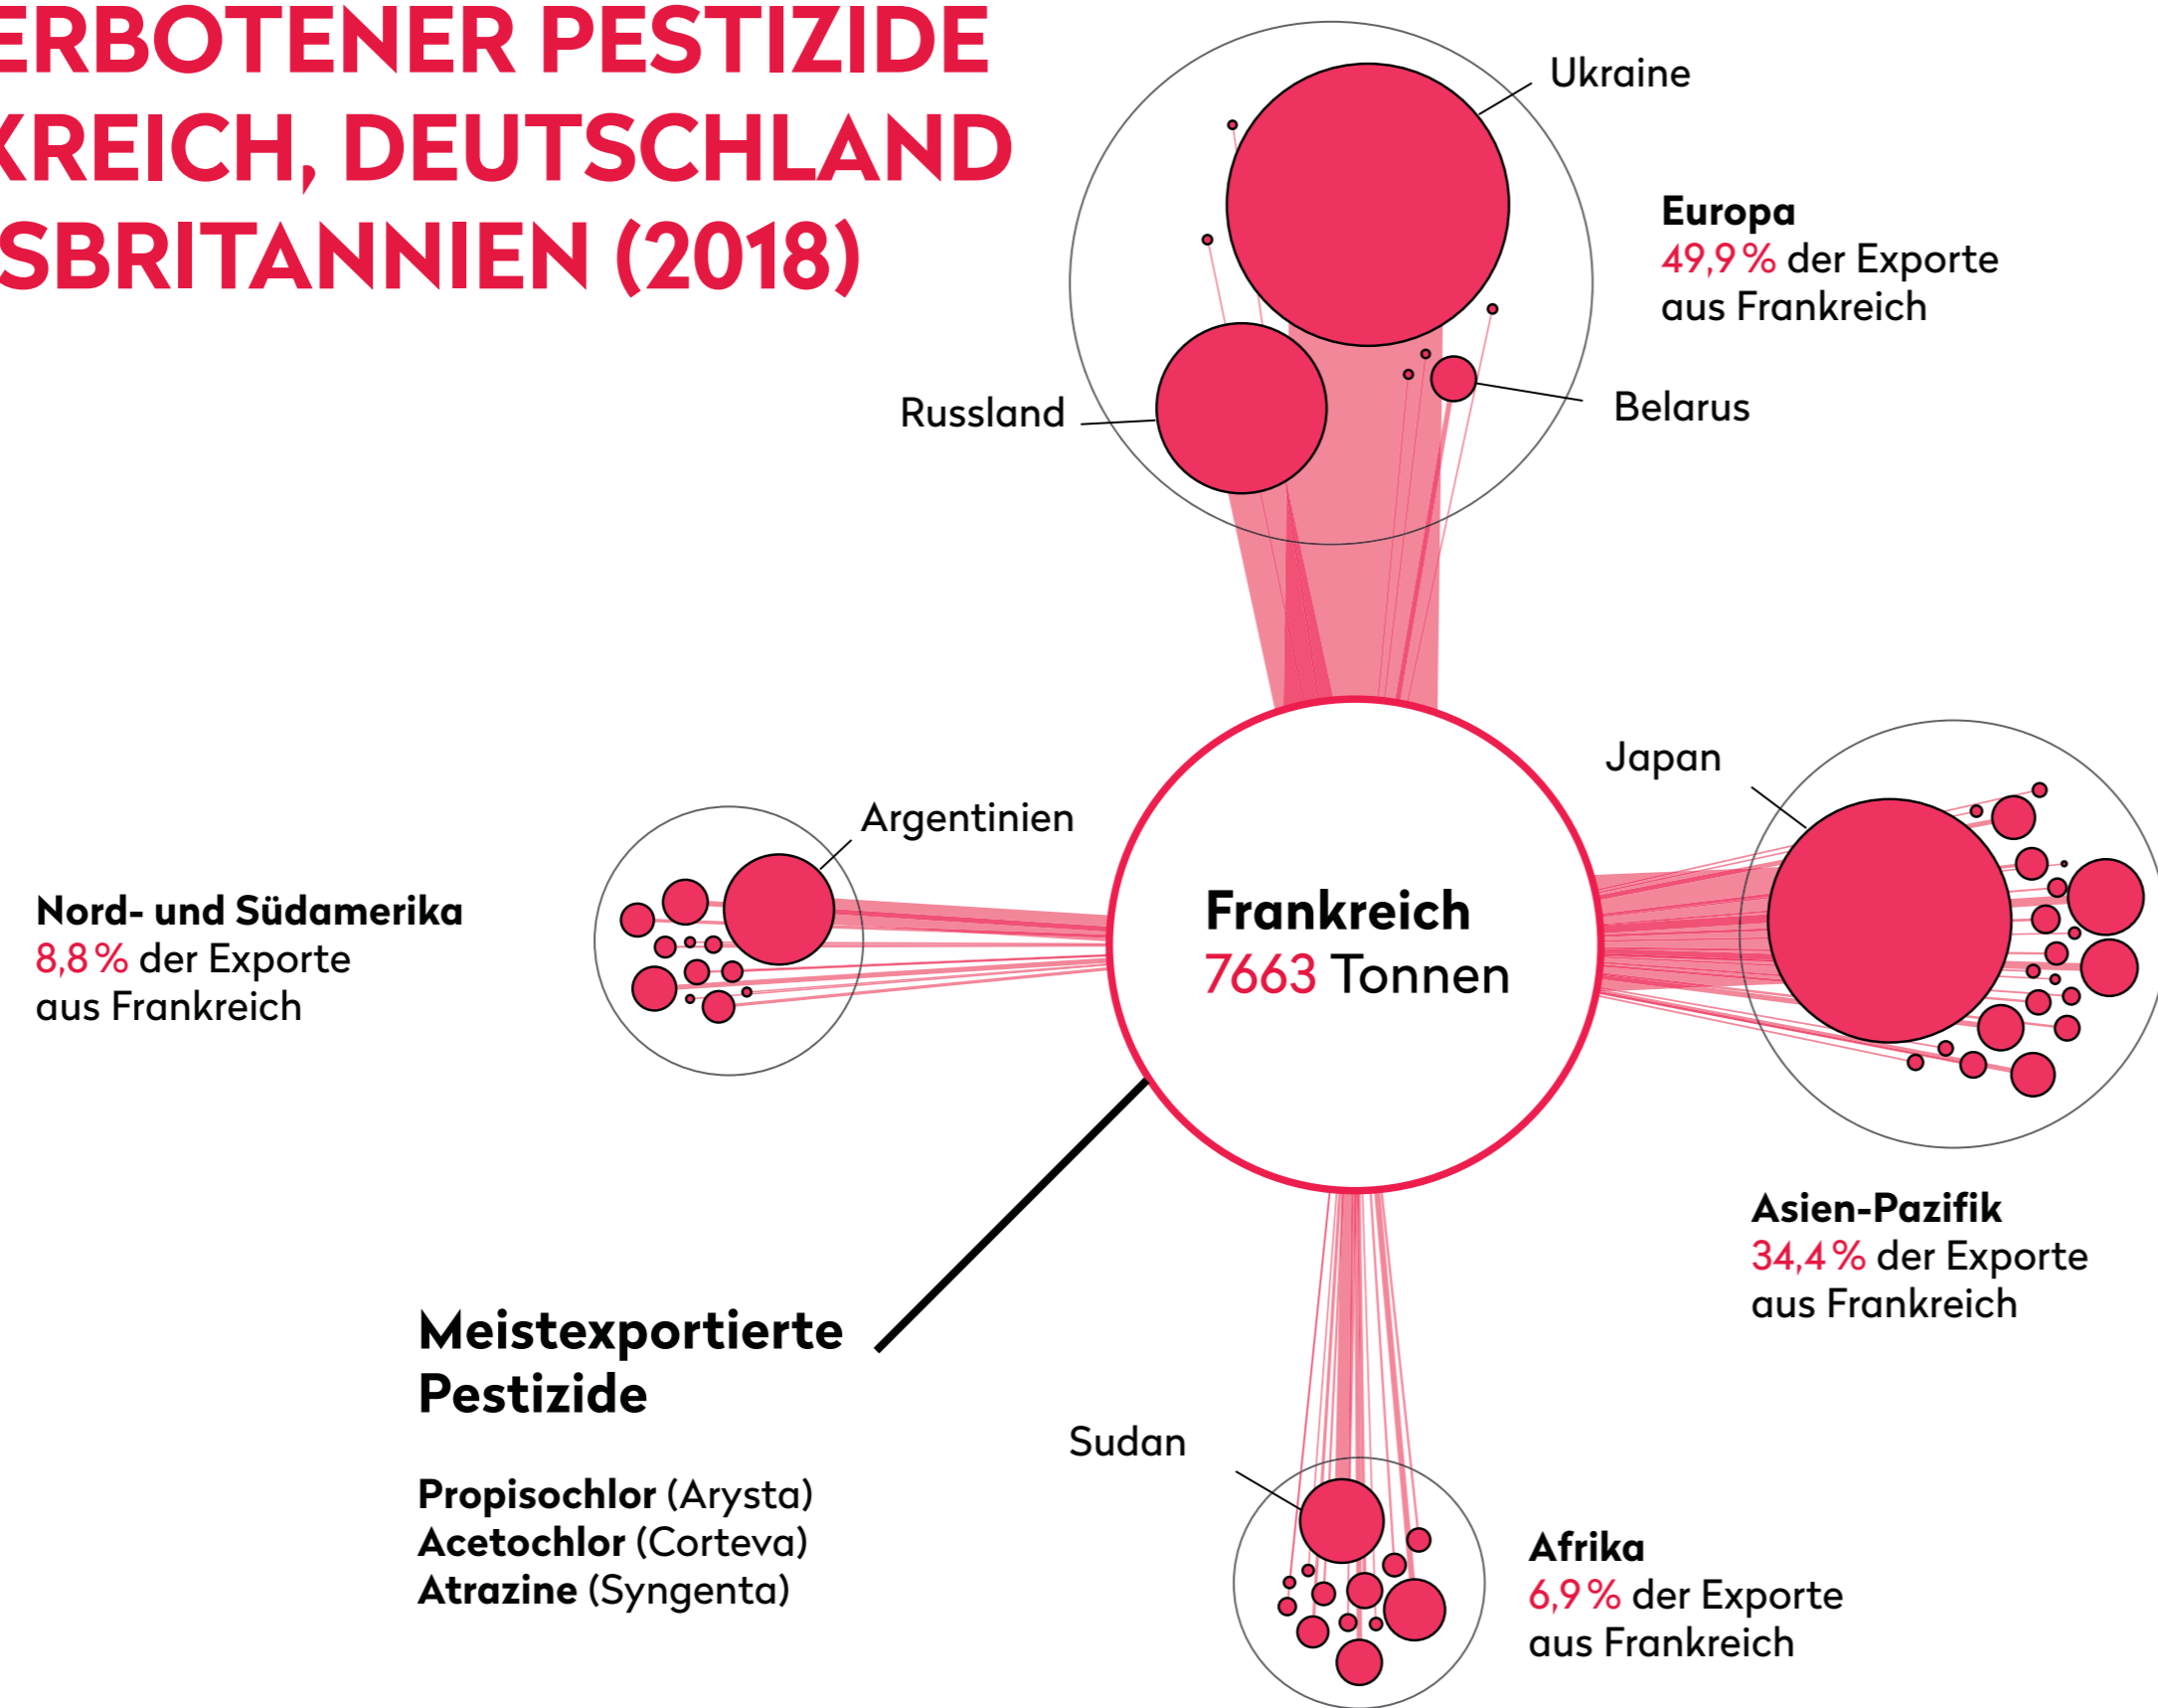 ERBOTENER PESTIZIDE
KREICH, DEUTSCHLAND
SBRITANNIEN (2018)
Ukraine
Europa
49,9 % der Exporte
aus Frankreich
Russland
Belarus
Japan
Argentinien
Nord- und Südamerika
8,8 % der Exporte
aus Frankreich
Frankreich
7663 Tonnen
Asien-Pazifik
34,4 % der Exporte
aus Frankreich
Meistexportierte
Pestizide
Propisochlor (Arysta)
Acetochlor (Corteva)
Atrazine (Syngenta)
Sudan
Afrika
6,9 % der Exporte
aus Frankreich